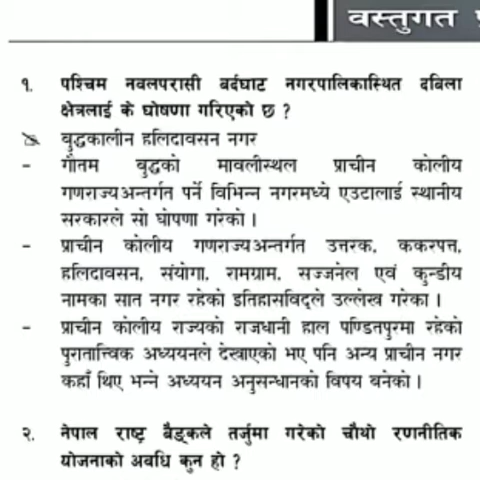 वस्तुगत
१. पश्चिम नवलपरासी बर्दघाट नगरपालिकास्थित दबिला
क्षेत्रलाई के घोषणा गरिएको छ ?
बुद्धकालीन हलिदावसन नगर
- गौतम बुद्धको मावलीस्थल प्राचीन कोलीय
गणराज्यअन्तर्गत पर्ने विभिन्न नगरमध्ये एउटालाई स्थानीय
सरकारले सो घोषणा गरेको ।
- प्राचीन कोलीय गणराज्यअन्तर्गत उत्तरक, ककरपत्त,
हलिदावसन, संयोगा, रामग्राम, सज्जनेल एवं कुन्डीय
नामका सात नगर रहेको इतिहासविद्ले उल्लेख गरेका ।
- प्राचीन कोलीय राज्यको राजधानी हाल पण्डितपुरमा रहेको
पुरातात्त्विक अध्ययनले देखाएको भए पनि अन्य प्राचीन नगर
कहाँ थिए भन्ने अध्ययन अनुसन्धानको विषय बनेको ।
२. नेपाल राष्ट्र बैङ्कले तर्जुमा गरेको चौथो रणनीतिक
योजनाको अवधि कुन हो ?